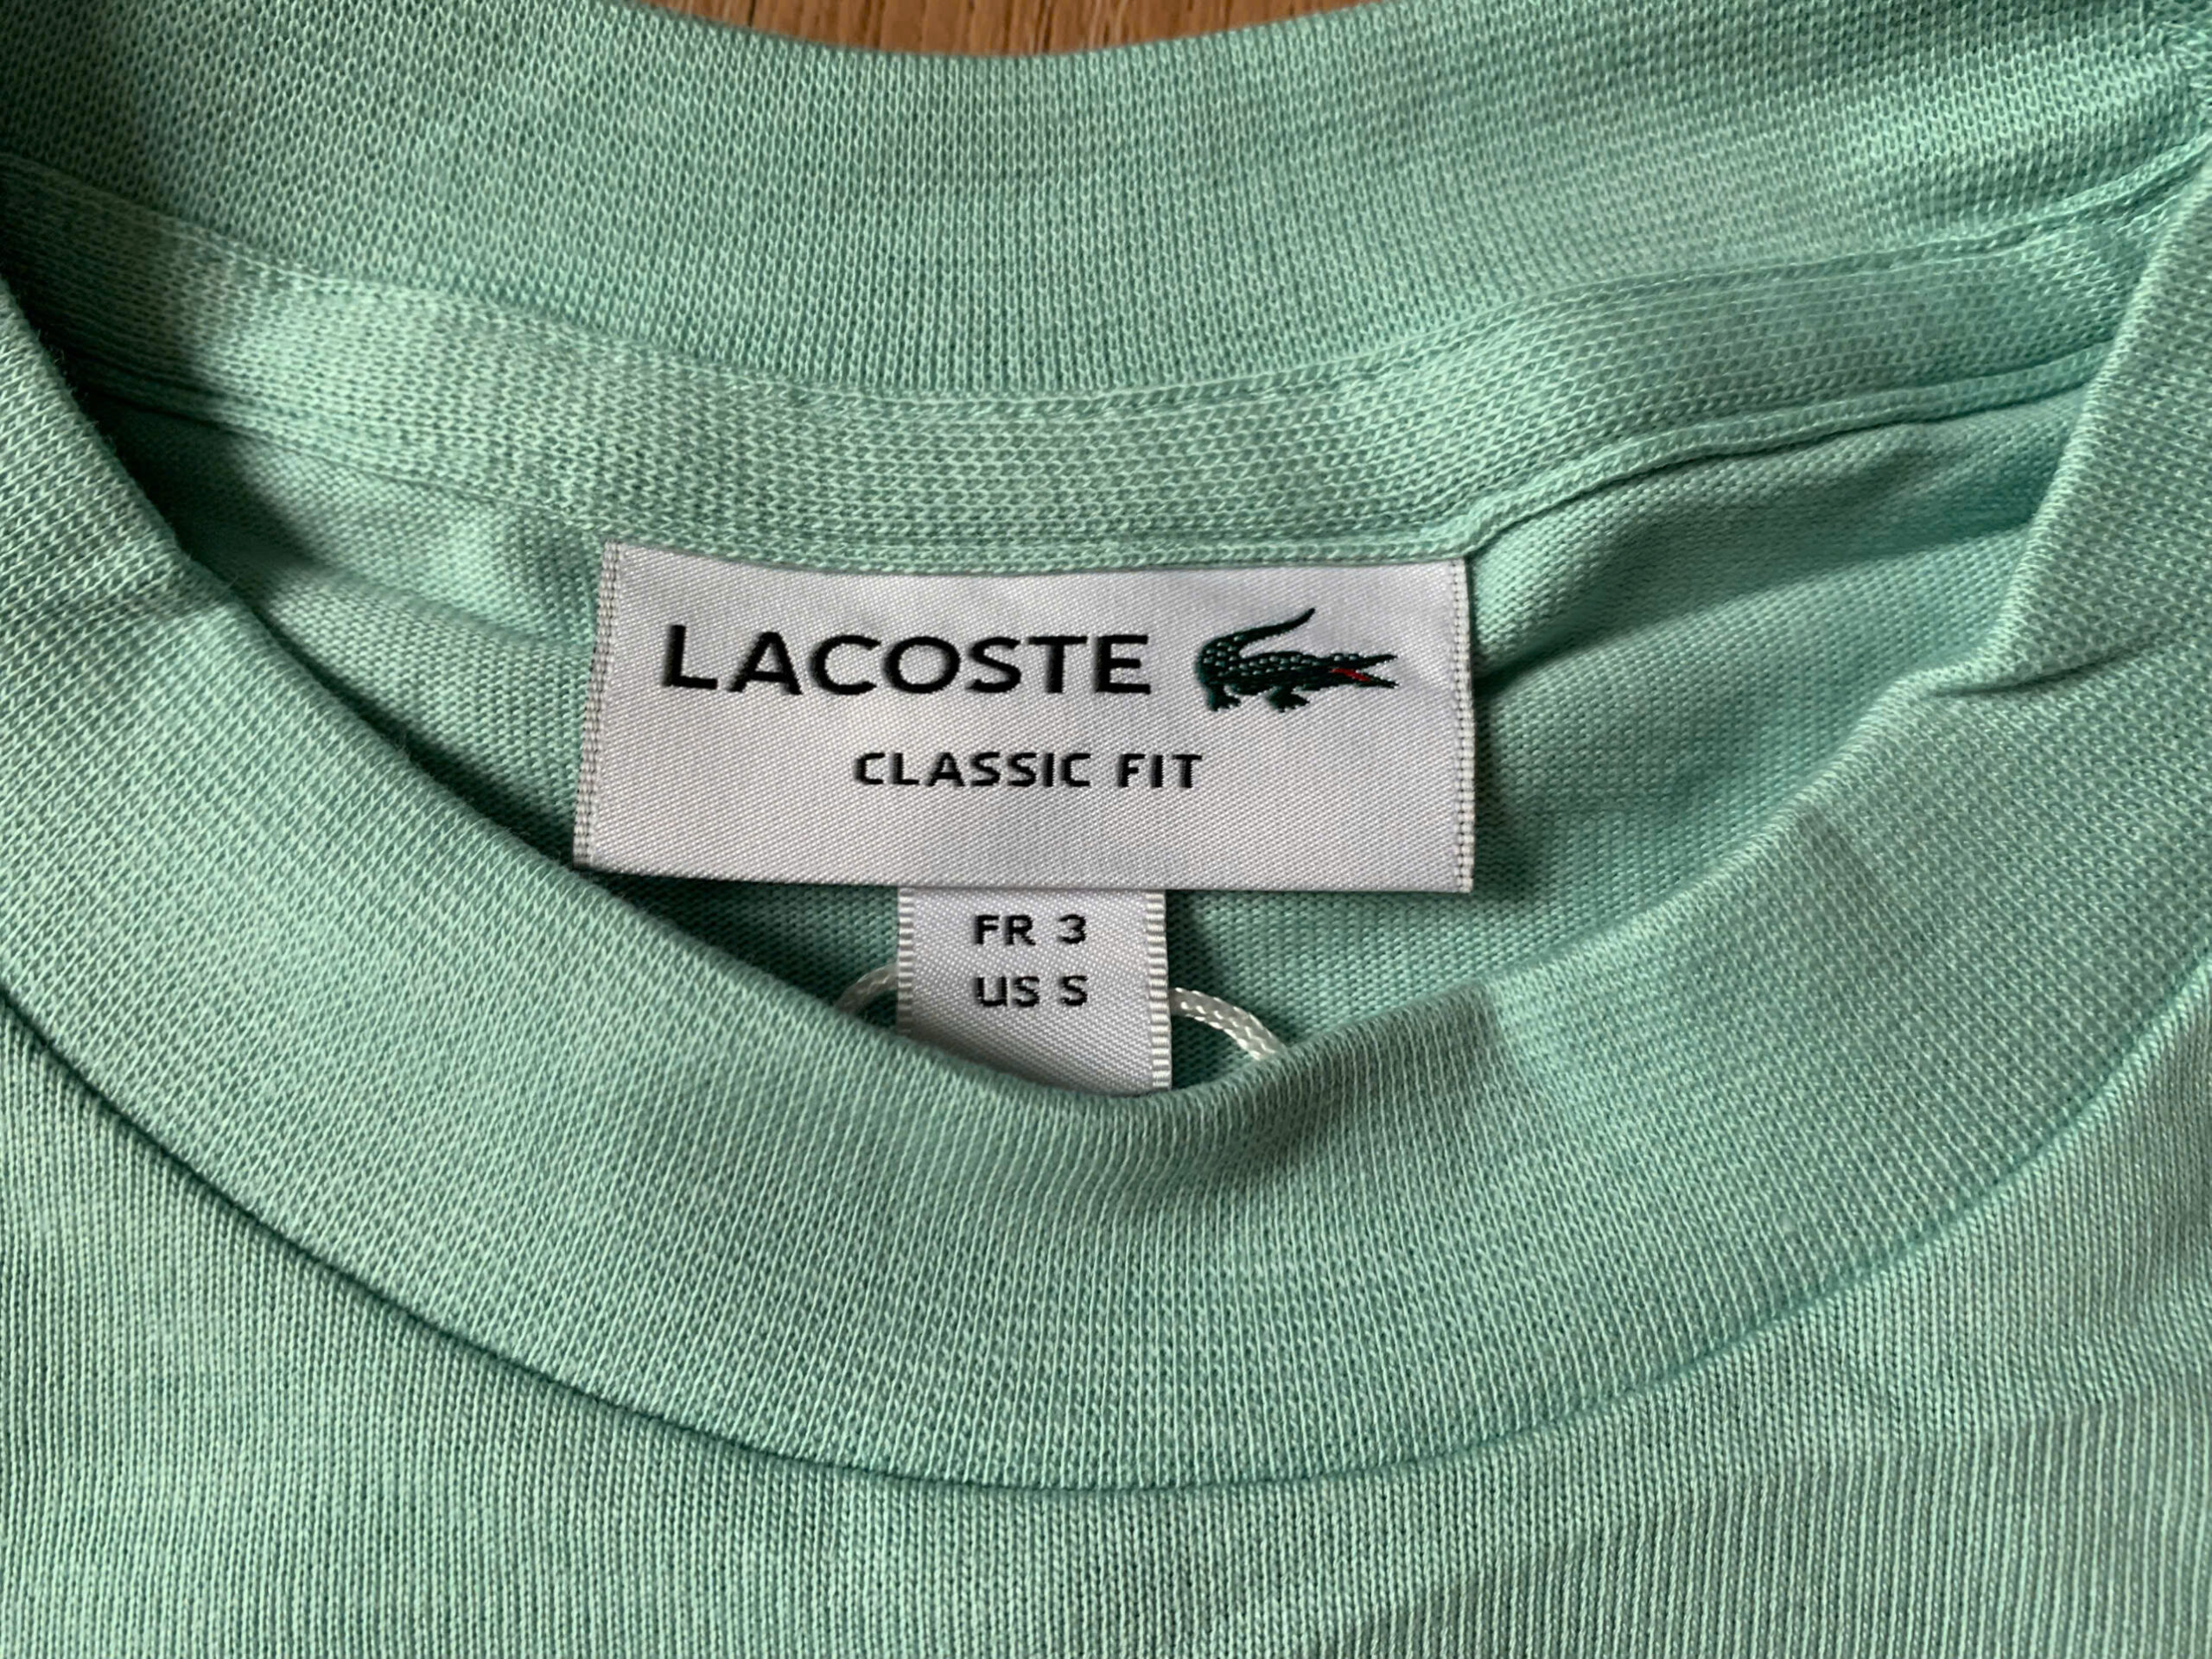 LACOSTE
CLASSIC FIT
FR 3
US S